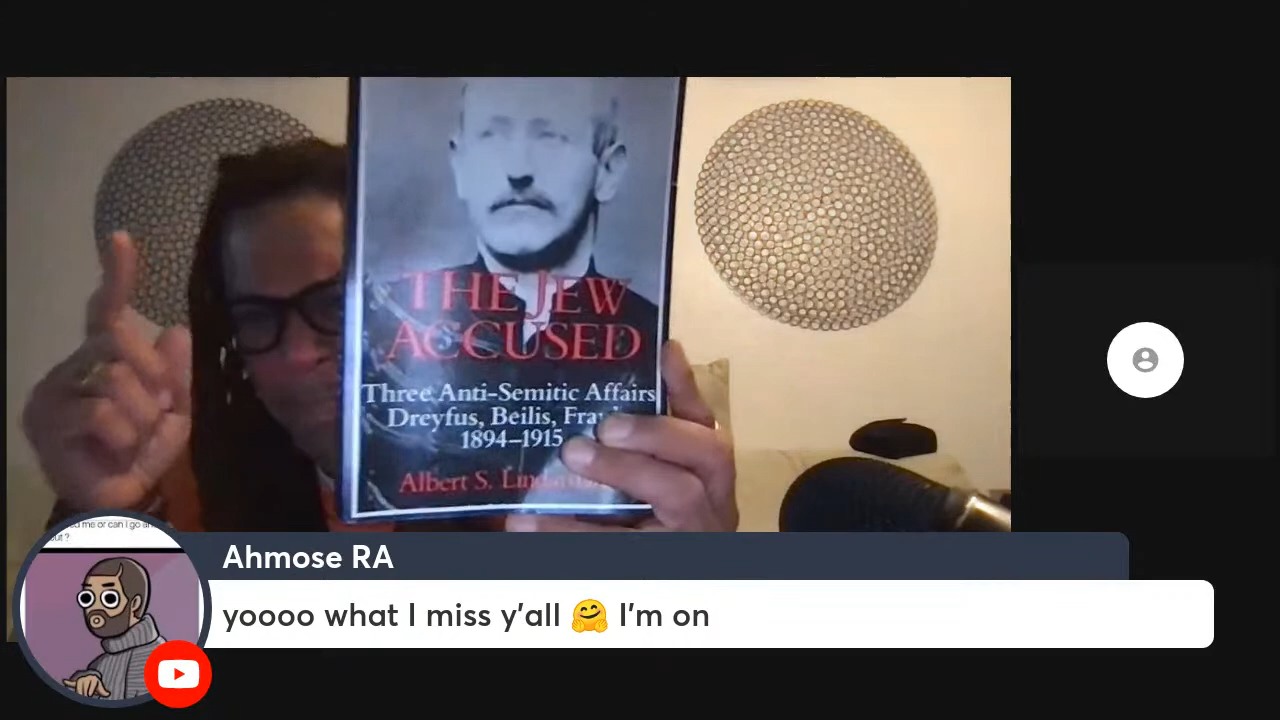 THE JEW
ACCUSED
Three Anti-Semitic Affairs
Dreyfus, Beilis,
1894–1915
Albert S.
Ahmose RA
yoooo what I miss y'all 🤗 I'm on